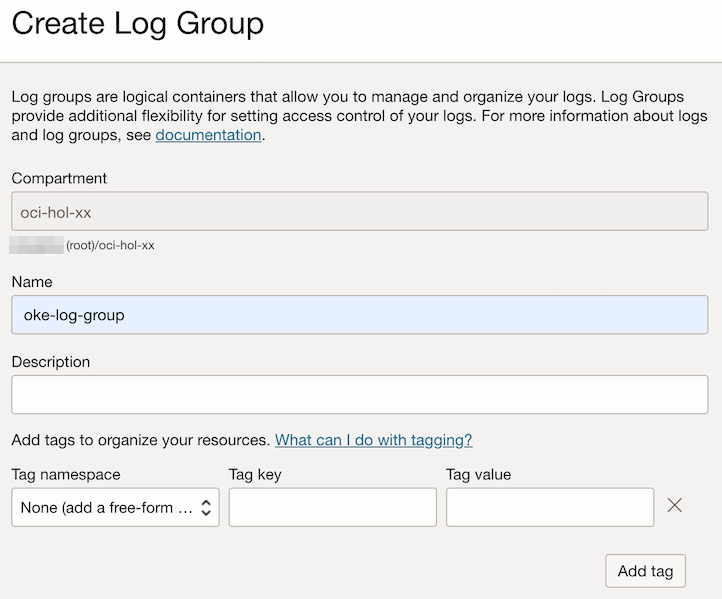 Create Log Group
Log groups are logical containers that allow you to manage and organize your logs. Log Groups
provide additional flexibility for setting access control of your logs. For more information about logs
and log groups, see documentation.
Compartment
oci-hol-xx
(root)/oci-hol-xx
Name
oke-log-group
Description
Add tags to organize your resources. What can I do with tagging?
Tag namespace Tag key Tag value
None (add a free-form ...
Add tag